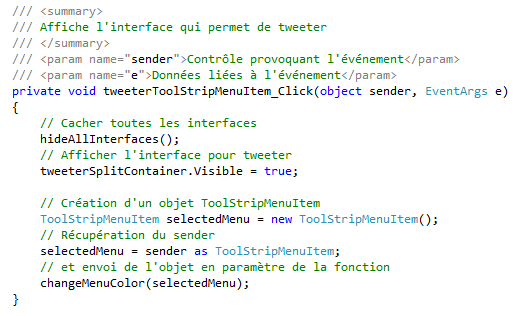 /// <summary>
/// Affiche l'interface qui permet de tweeter
/// </summary>
/// <param name="sender">Contrôle provoquant l'événement</param>
/// <param name="e">Données liées à l'événement</param>
private void tweeterToolStripMenuItem_Click(object sender, EventArgs e)
{
    // Cacher toutes les interfaces
    hideAllInterfaces();
    // Afficher l'interface pour tweeter
    tweeterSplitContainer.Visible = true;

    // Création d'un objet ToolStripMenuItem
    ToolStripMenuItem selectedMenu = new ToolStripMenuItem();
    // Récupération du sender
    selectedMenu = sender as ToolStripMenuItem;
    // et envoi de l'objet en paramètre de la fonction
    changeMenuColor(selectedMenu);
}